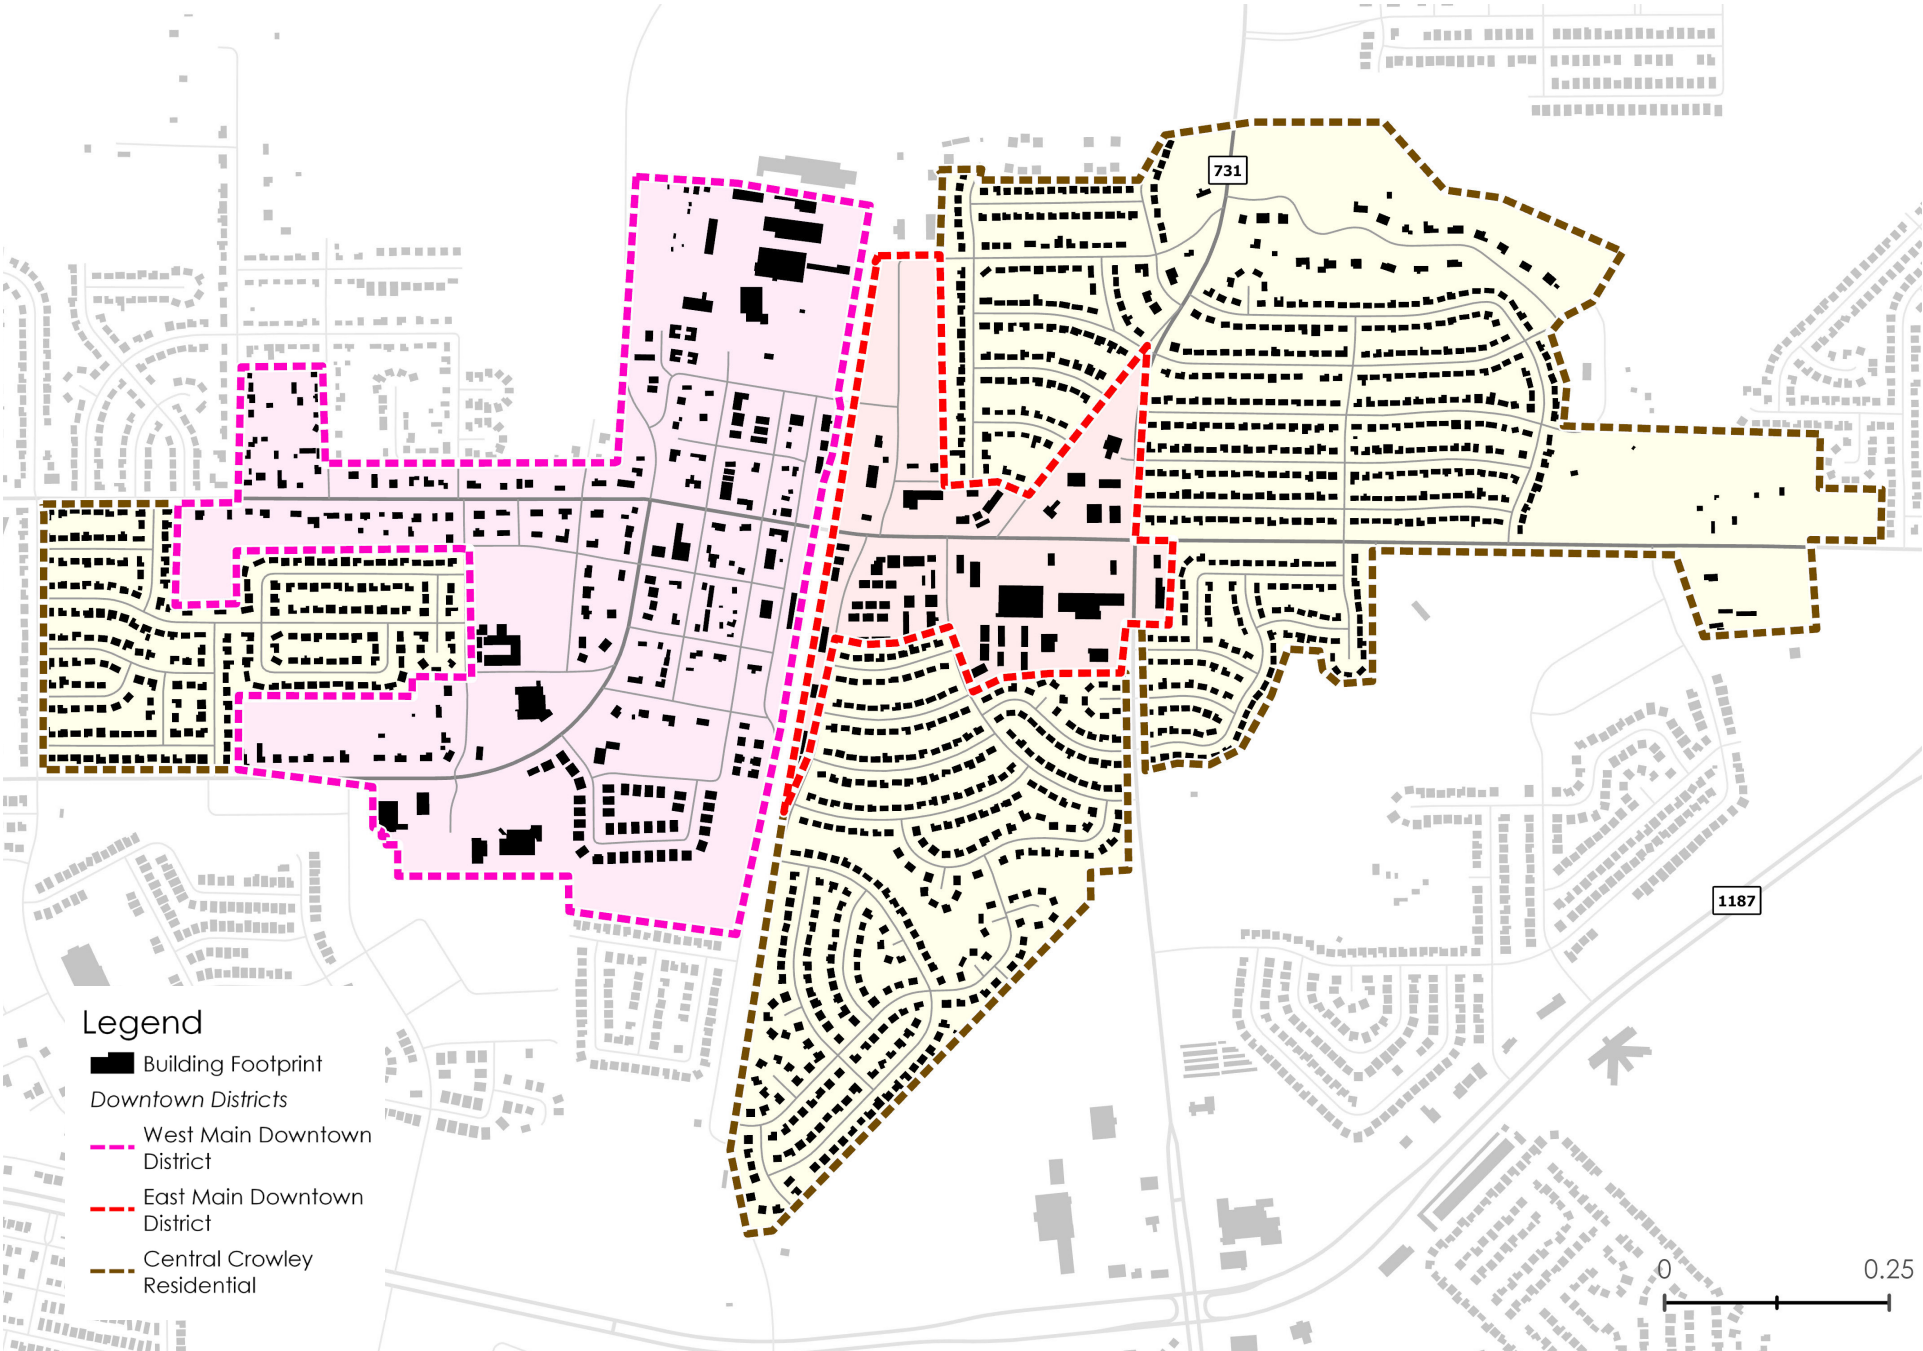 731
1187
Legend
Building Footprint
Downtown Districts
West Main Downtown
District
East Main Downtown
District
Central Crowley
Residential
0 0.25